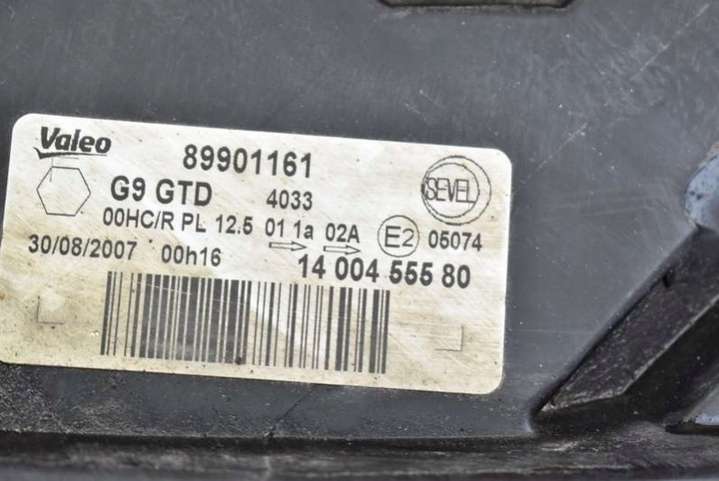 Valeo
89901161
G9 GTD 4033
SEVEL
00HC/R PL 12.5 01 1a 02A E2 05074
30/08/2007 00h16
14 004 555 80